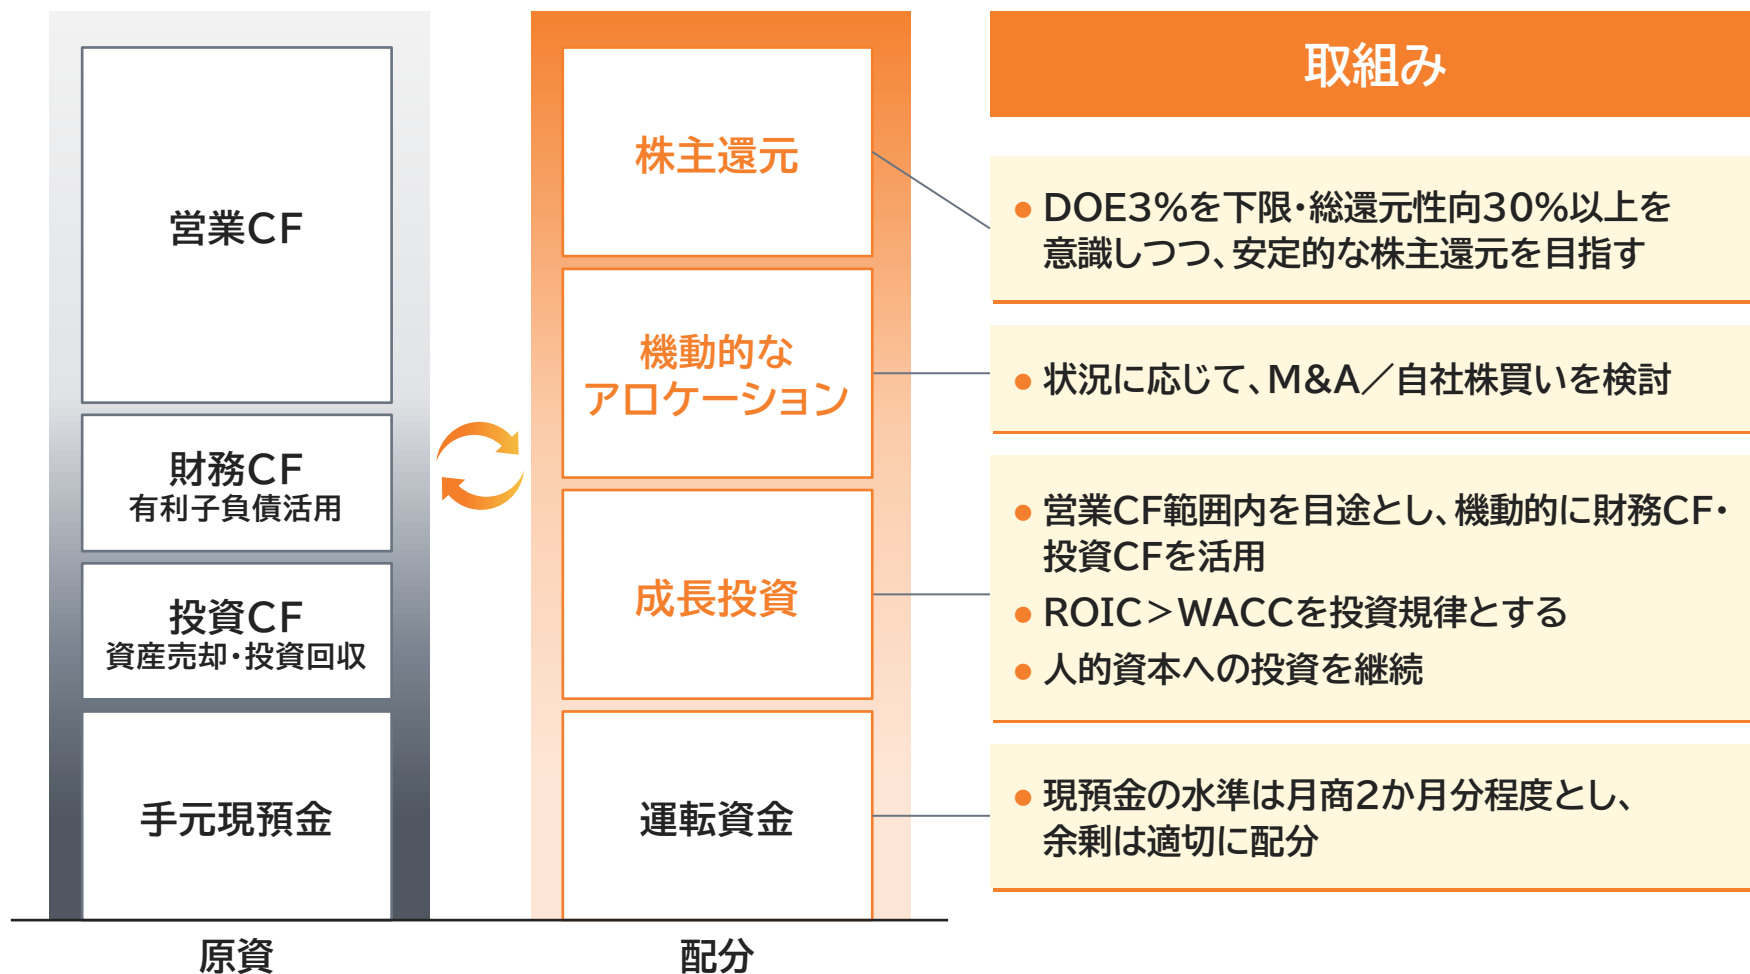 営業CF
財務CF
有利子負債活用
投資CF
資産売却・投資回収
手元現預金
原資
株主還元
機動的な
アロケーション
成長投資
運転資金
配分
取組み
● DOE3%を下限・総還元性向30%以上を
意識しつつ、安定的な株主還元を目指す
● 状況に応じて、M&A／自社株買いを検討
● 営業CF範囲内を目途とし、機動的に財務CF・
投資CFを活用
● ROIC＞WACCを投資規律とする
● 人的資本への投資を継続
● 現預金の水準は月商2か月分程度とし、
余剰は適切に配分